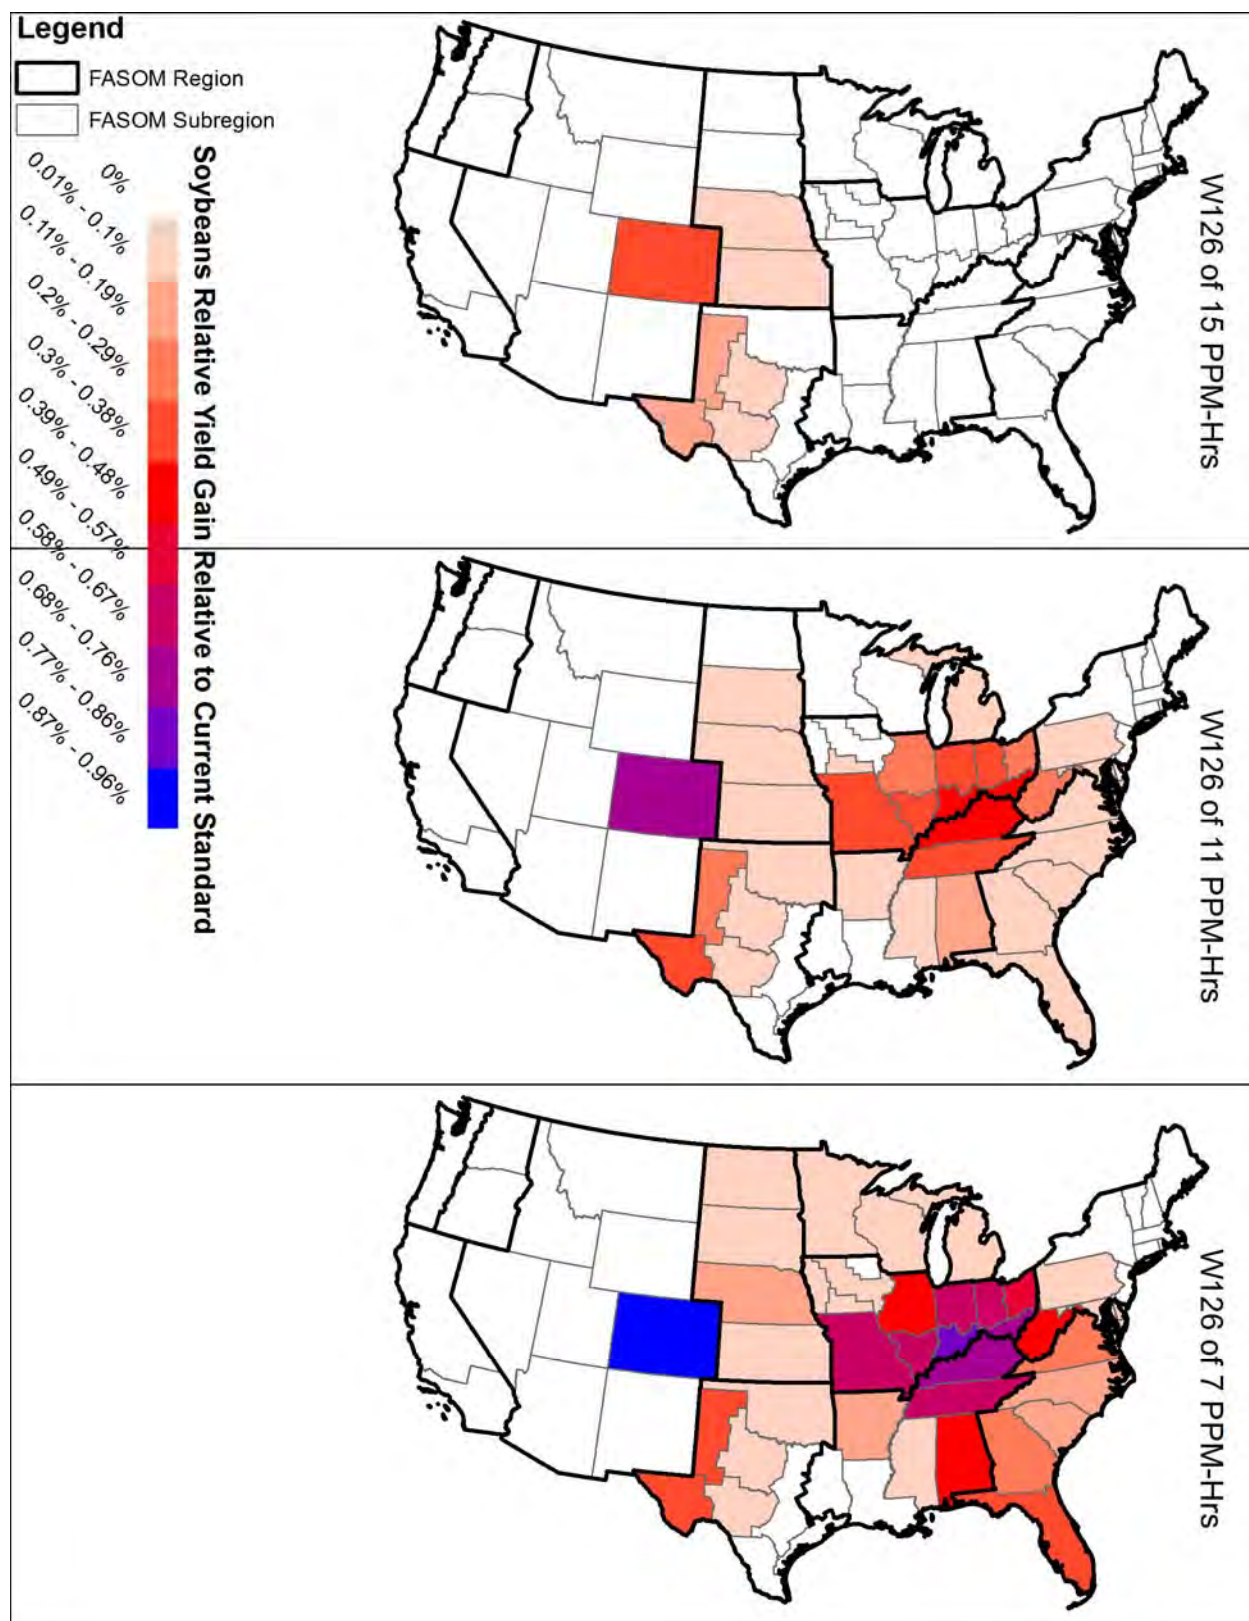 Legend
FASOM Region
FASOM Subregion
Soybeans Relative Yield Gain Relative to Current Standard
0%
0.01% - 0.1%
0.11% - 0.19%
0.2% - 0.29%
0.3% - 0.38%
0.39% - 0.48%
0.49% - 0.57%
0.58% - 0.67%
0.68% - 0.76%
0.77% - 0.86%
0.87% - 0.96%
W126 of 15 PPM-Hrs
W126 of 11 PPM-Hrs
W126 of 7 PPM-Hrs